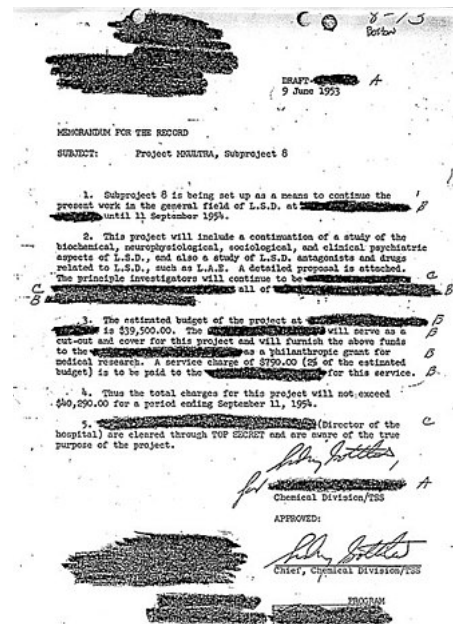 8-13
Boston
DRAFT- A
9 June 1953
MEMORANDUM FOR THE RECORD
SUBJECT: Project MKULTRA, Subproject 8
1. Subproject 8 is being set up as a means to continue the
present work in the general field of L.S.D. at B
until 11 September 1954.
2. This project will include a continuation of a study of the
biochemical, neurophysiological, sociological, and clinical psychiatric
aspects of L.S.D., and also a study of L.S.D. antagonists and drugs
related to L.S.D., such as L.A.E. A detailed proposal is attached.
The principle investigators will continue to be C
C all of B
B
3. The estimated budget of the project at B
is $39,500.00. The will serve as a B
cut-out and cover for this project and will furnish the above funds
to the as a philanthropic grant for B
medical research. A service charge of $790.00 (2% of the estimated
budget) is to be paid to the for this service. B
4. Thus the total charges for this project will not exceed
$40,290.00 for a period ending September 11, 1954.
5. (Director of the C
hospital) are cleared through TOP SECRET and are aware of the true
purpose of the project.
Sidney Gottlieb
for A
Chemical Division/TSS
APPROVED:
Sidney Gottlieb
Chief, Chemical Division/TSS
PROGRAM